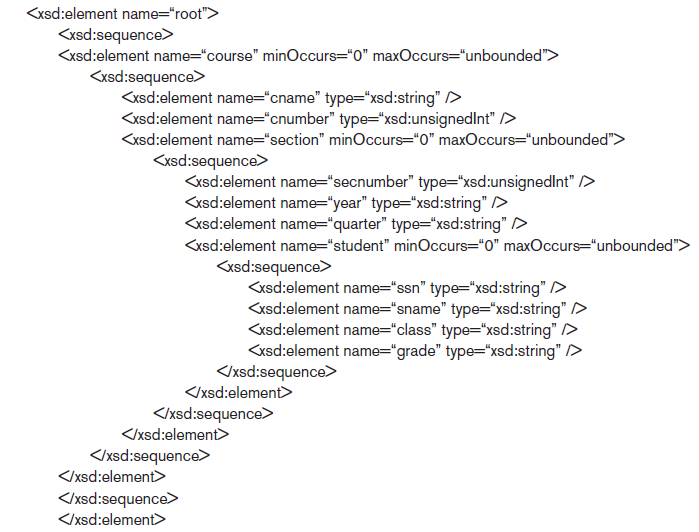 <xsd:element name=“root”>
<xsd:sequence>
<xsd:element name=“course” minOccurs=“0” maxOccurs=“unbounded”>
<xsd:sequence>
<xsd:element name=“cname” type=“xsd:string” />
<xsd:element name=“cnumber” type=“xsd:unsignedInt” />
<xsd:element name=“section” minOccurs=“0” maxOccurs=“unbounded”>
<xsd:sequence>
<xsd:element name=“secnumber” type=“xsd:unsignedInt” />
<xsd:element name=“year” type=“xsd:string” />
<xsd:element name=“quarter” type=“xsd:string” />
<xsd:element name=“student” minOccurs=“0” maxOccurs=“unbounded”>
<xsd:sequence>
<xsd:element name=“ssn” type=“xsd:string” />
<xsd:element name=“sname” type=“xsd:string” />
<xsd:element name=“class” type=“xsd:string” />
<xsd:element name=“grade” type=“xsd:string” />
</xsd:sequence>
</xsd:element>
</xsd:sequence>
</xsd:element>
</xsd:sequence>
</xsd:element>
</xsd:sequence>
</xsd:element>